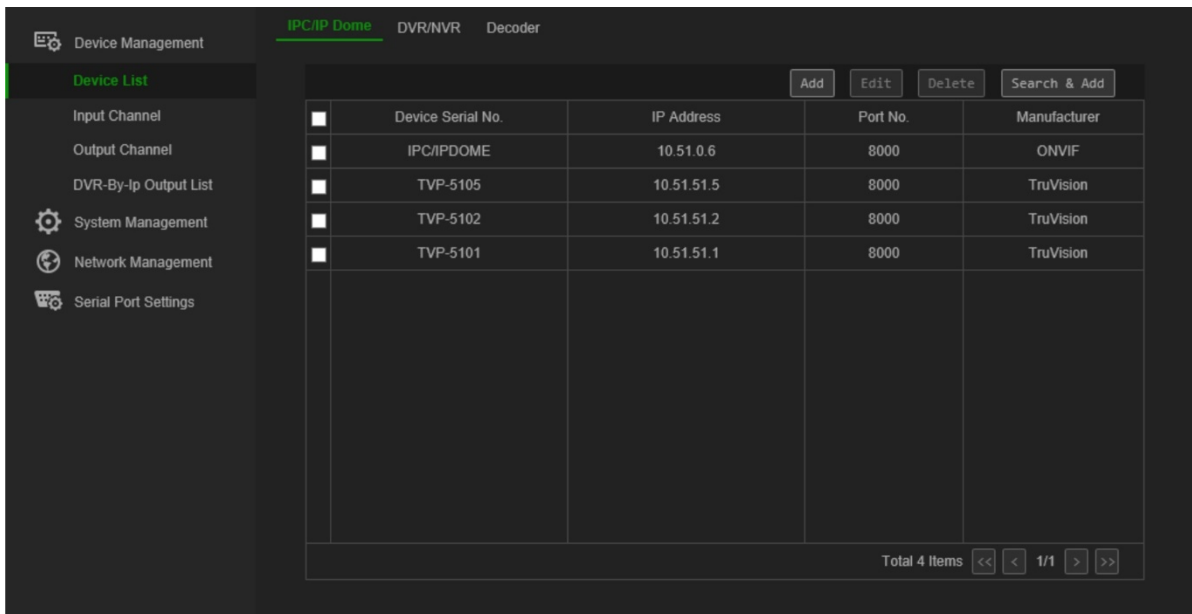 IPC/IP Dome DVR/NVR Decoder
Device Management
Device List
Input Channel
Output Channel
DVR-By-Ip Output List
System Management
Network Management
Serial Port Settings
Add Edit Delete Search & Add
Device Serial No. IP Address Port No. Manufacturer
IPC/IPDOME 10.51.0.6 8000 ONVIF
TVP-5105 10.51.51.5 8000 TruVision
TVP-5102 10.51.51.2 8000 TruVision
TVP-5101 10.51.51.1 8000 TruVision
Total 4 Items << < 1/1 > >>